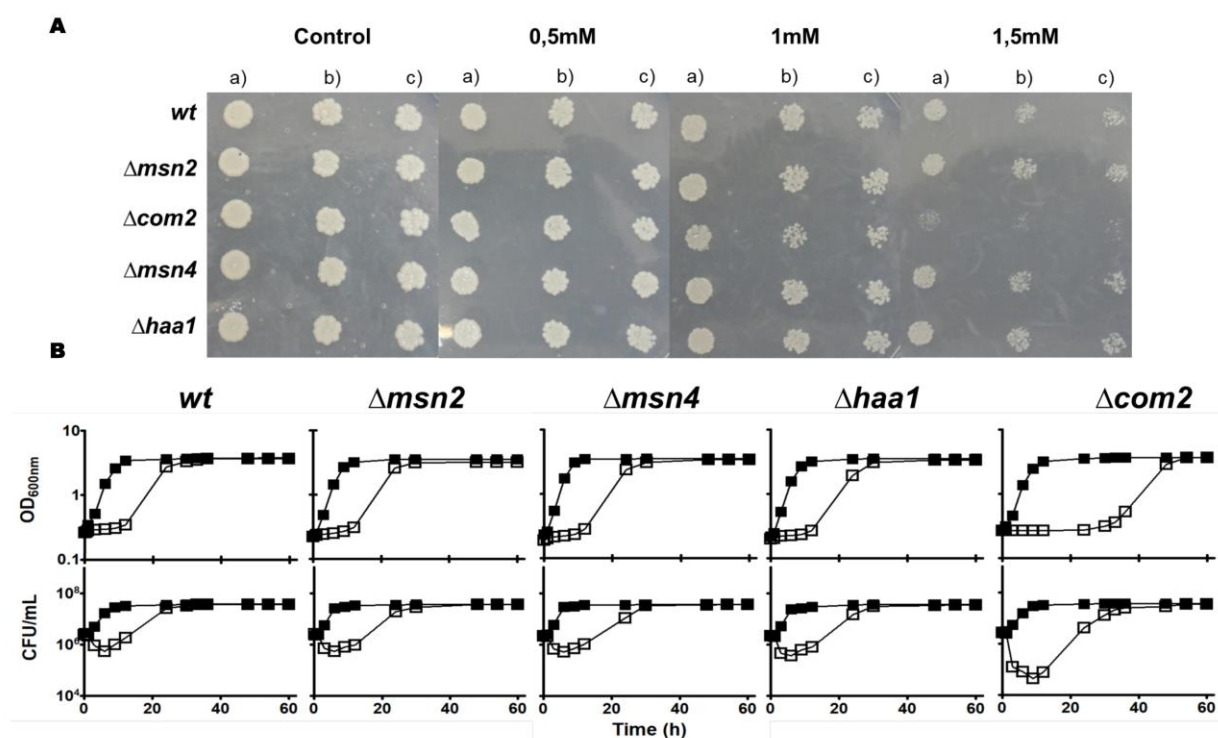 A
Control 0,5mM 1mM 1,5mM
a) b) c) a) b) c) a) b) c) a) b) c)
wt
Δmsn2
Δcom2
Δmsn4
Δhaa1
B
wt Δmsn2 Δmsn4 Δhaa1 Δcom2
OD600nm
10
1
0.1
CFU/mL
10⁸
10⁶
10⁴
0 20 40 60 0 20 40 60 0 20 40 60 0 20 40 60 0 20 40 60
Time (h)